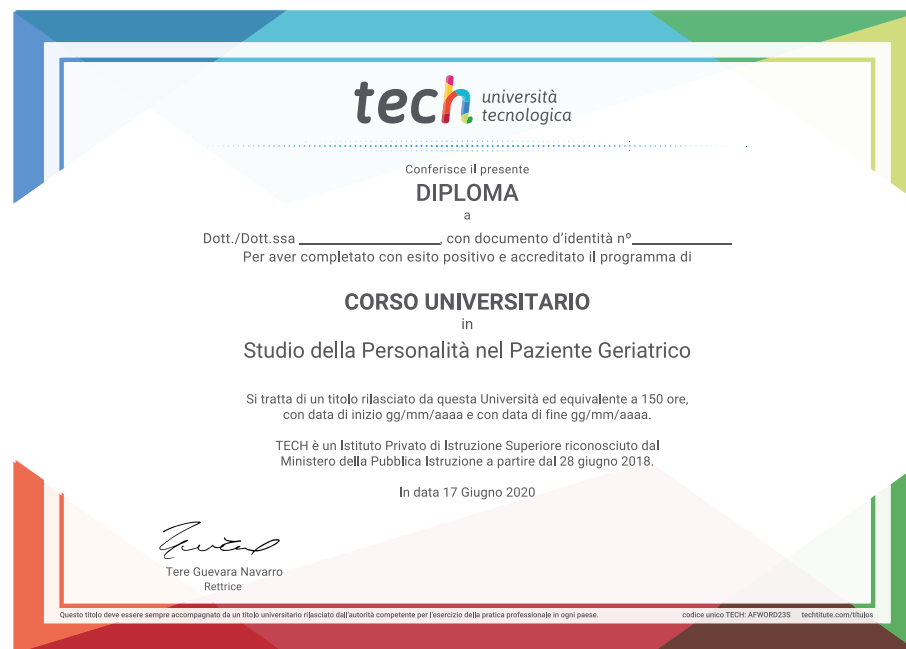 tech università
tecnologica
Conferisce il presente
DIPLOMA
a
Dott./Dott.ssa ____________________, con documento d'identità nº______________
Per aver completato con esito positivo e accreditato il programma di
CORSO UNIVERSITARIO
in
Studio della Personalità nel Paziente Geriatrico
Si tratta di un titolo rilasciato da questa Università ed equivalente a 150 ore,
con data di inizio gg/mm/aaaa e con data di fine gg/mm/aaaa.
TECH è un Istituto Privato di Istruzione Superiore riconosciuto dal
Ministero della Pubblica Istruzione a partire dal 28 giugno 2018.
In data 17 Giugno 2020
Tere Guevara Navarro
Rettrice
Questo titolo deve essere sempre accompagnato da un titolo universitario rilasciato dall'autorità competente per l'esercizio della pratica professionale in ogni paese. codice unico TECH: AFWORD23S techtitute.com/titulos